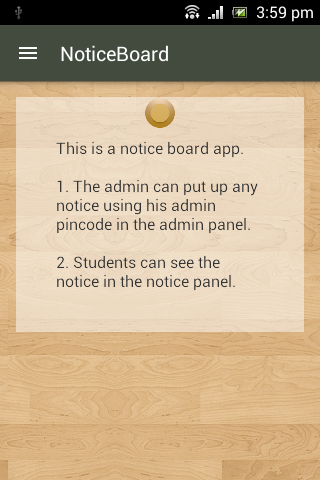 3:59 pm
NoticeBoard
This is a notice board app.
1. The admin can put up any
notice using his admin
pincode in the admin panel.
2. Students can see the
notice in the notice panel.